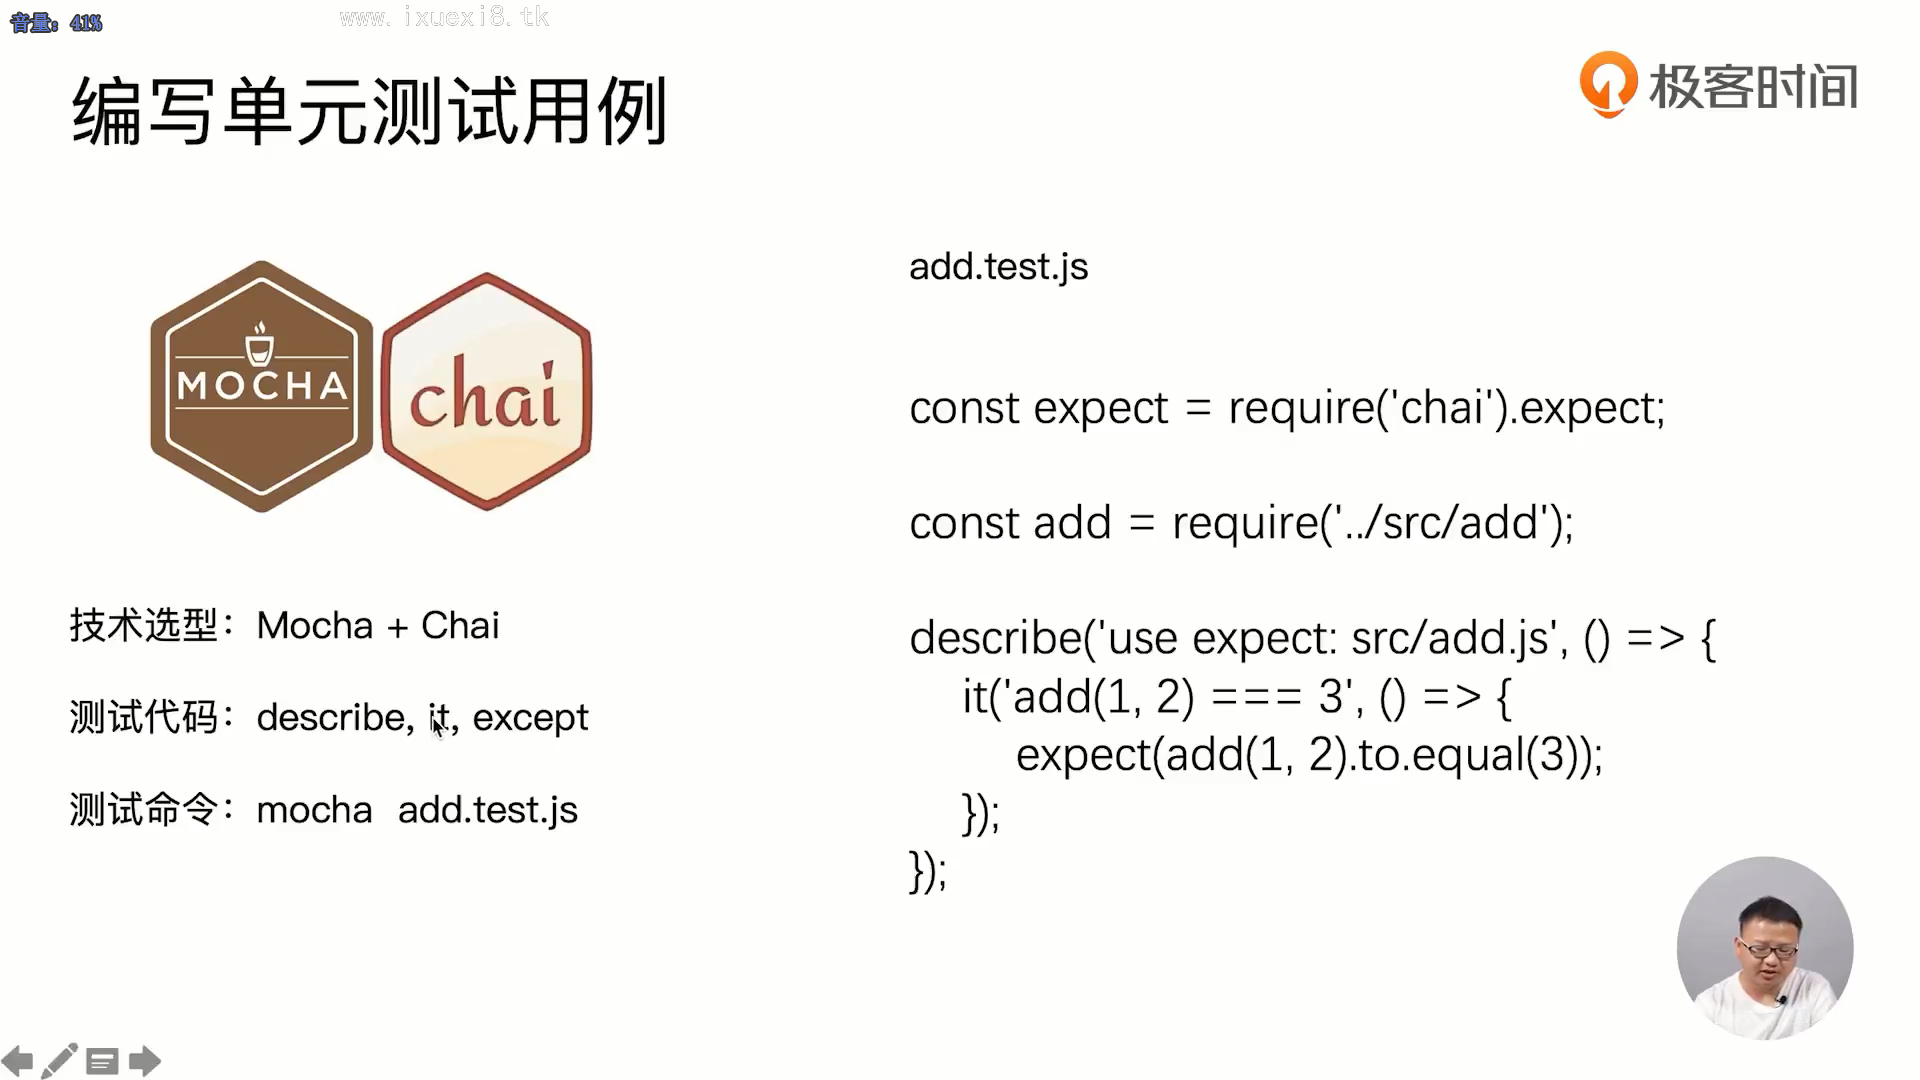 音量: 41%
www.ixuexi8.tk
编写单元测试用例
极客时间
MOCHA
chai
技术选型：Mocha + Chai
测试代码：describe, it, except
测试命令：mocha add.test.js
add.test.js
const expect = require('chai').expect;
const add = require('../src/add');
describe('use expect: src/add.js', () => {
it('add(1, 2) === 3', () => {
expect(add(1, 2).to.equal(3));
});
});